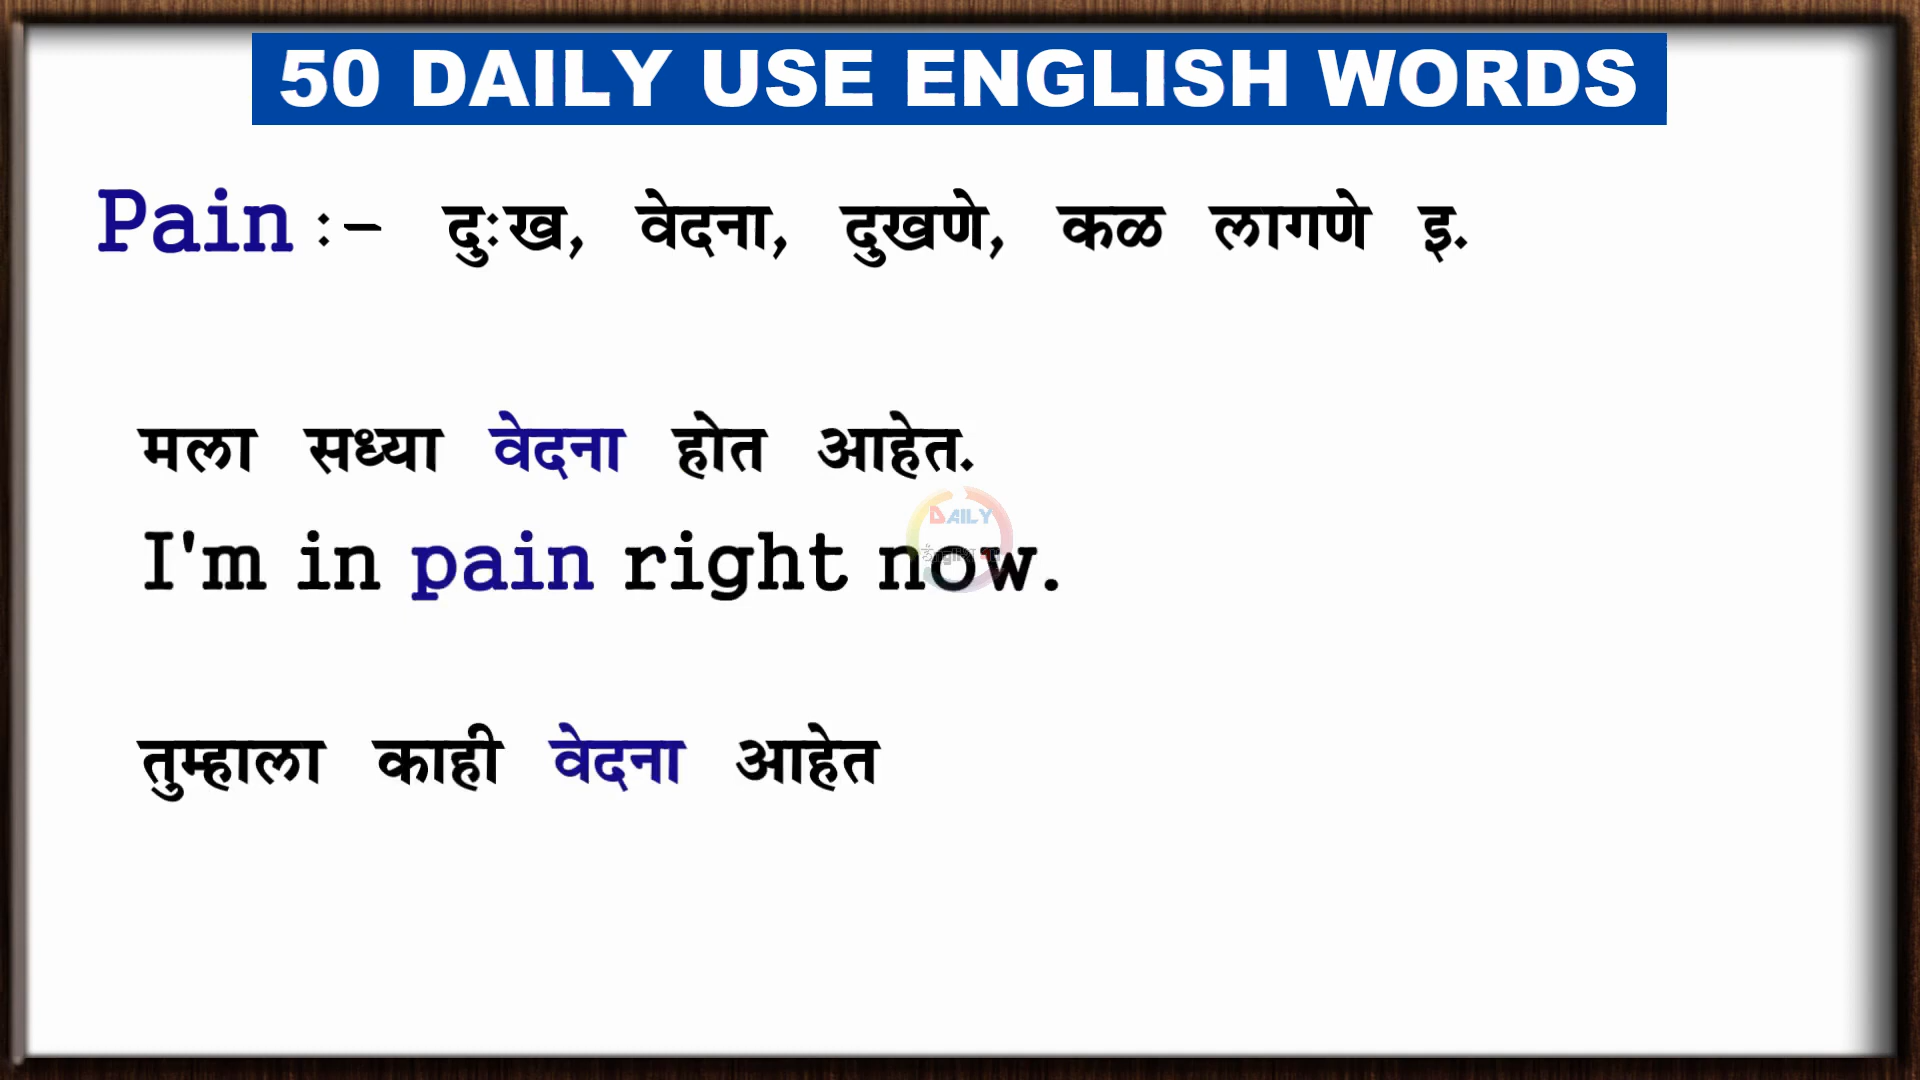 50 DAILY USE ENGLISH WORDS
Pain :- दुःख, वेदना, दुखणे, कळ लागणे इ.
मला सध्या वेदना होत आहेत.
DAILY
I'm in pain right now.
तुम्हाला काही वेदना आहेत